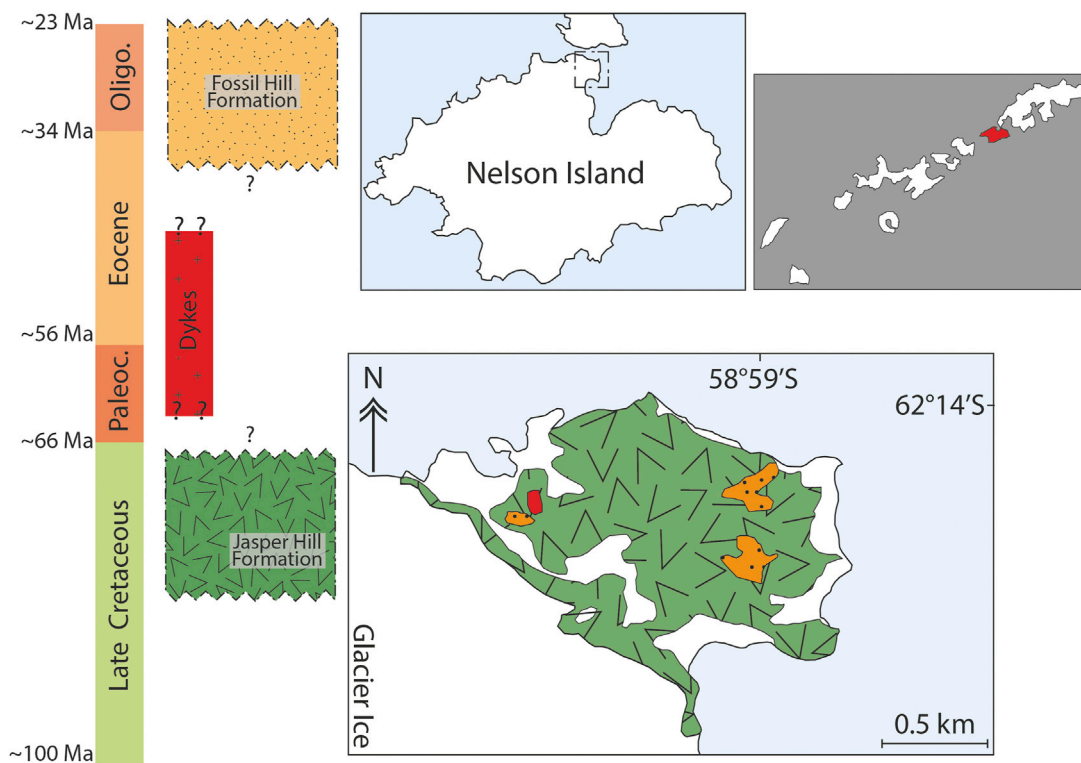 ~23 Ma
Oligo.
~34 Ma
Eocene
~56 Ma
Paleoc.
~66 Ma
Late Cretaceous
~100 Ma
Fossil Hill
Formation
?
? ?
Dykes
? ?
?
Jasper Hill
Formation
Nelson Island
N
58°59'S
62°14'S
Glacier Ice
0.5 km